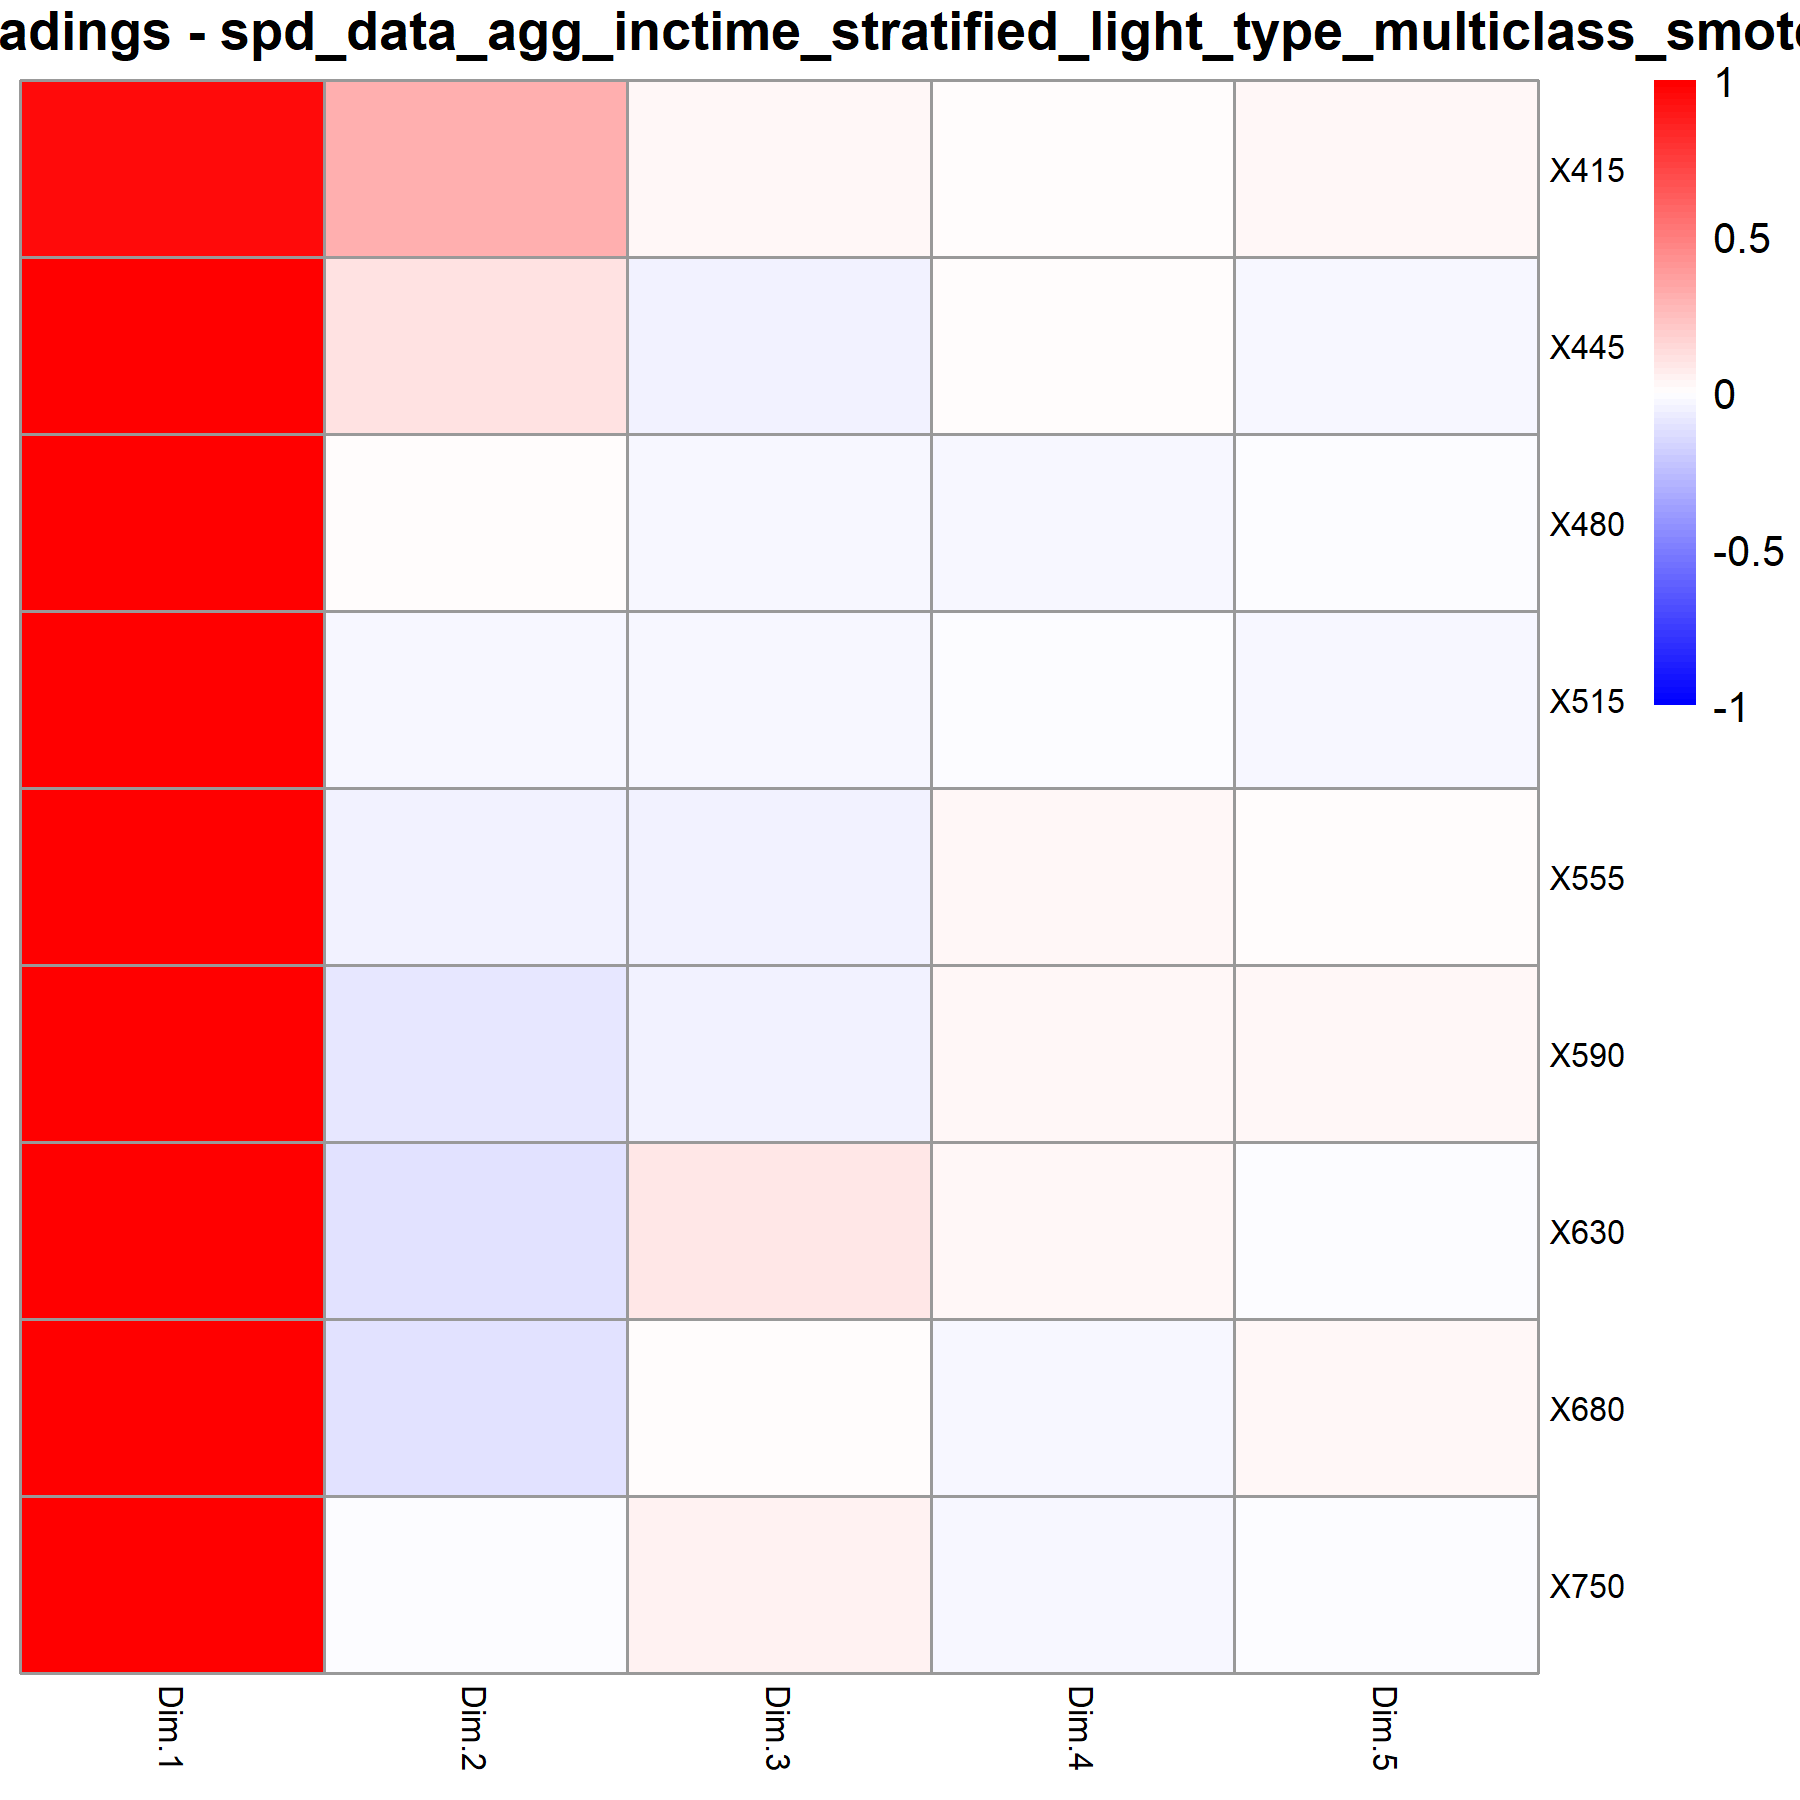 adings - spd_data_agg_inctime_stratified_light_type_multiclass_smot
1
0.5
0
-0.5
-1
X415
X445
X480
X515
X555
X590
X630
X680
X750
Dim.1
Dim.2
Dim.3
Dim.4
Dim.5